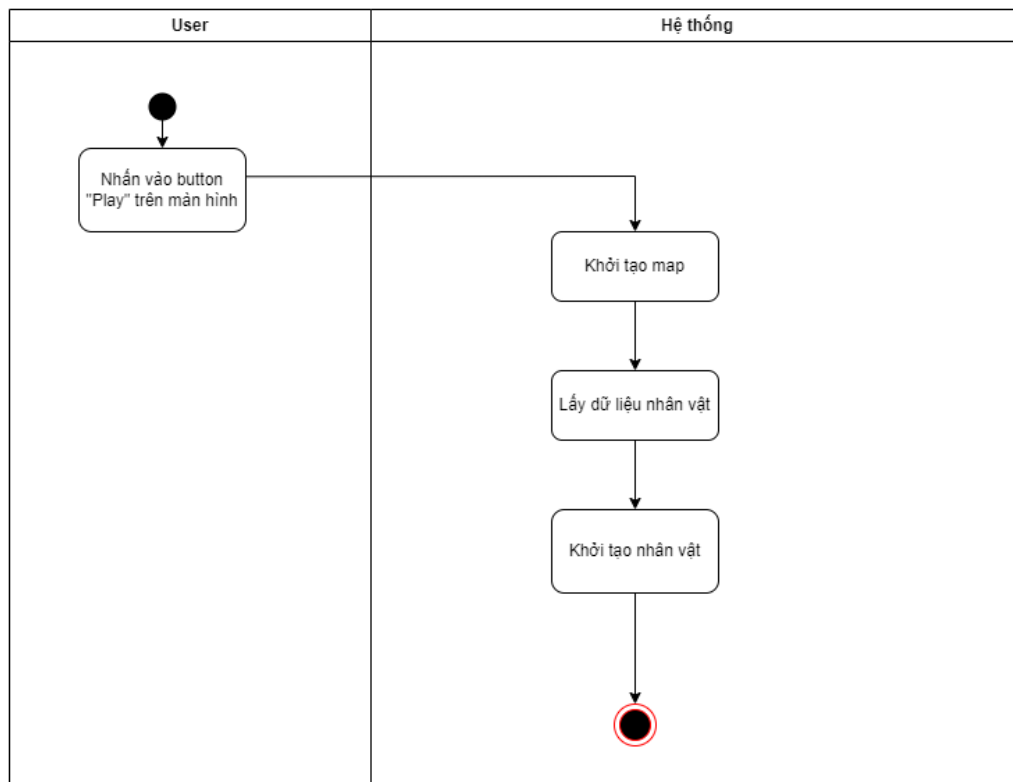 User
Hệ thống
Nhấn vào button
"Play" trên màn hình
Khởi tạo map
Lấy dữ liệu nhân vật
Khởi tạo nhân vật